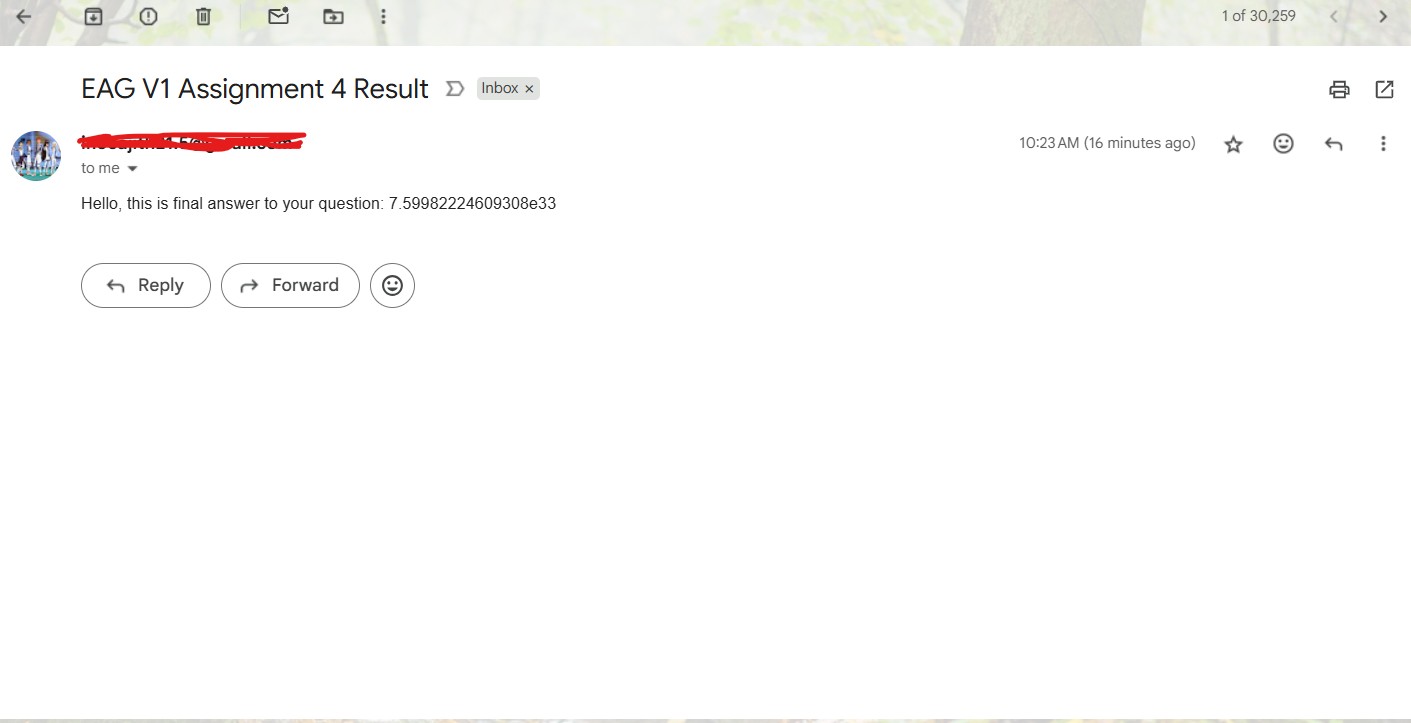 1 of 30,259
EAG V1 Assignment 4 Result Inbox ×
10:23 AM (16 minutes ago)
to me
Hello, this is final answer to your question: 7.59982224609308e33
Reply Forward